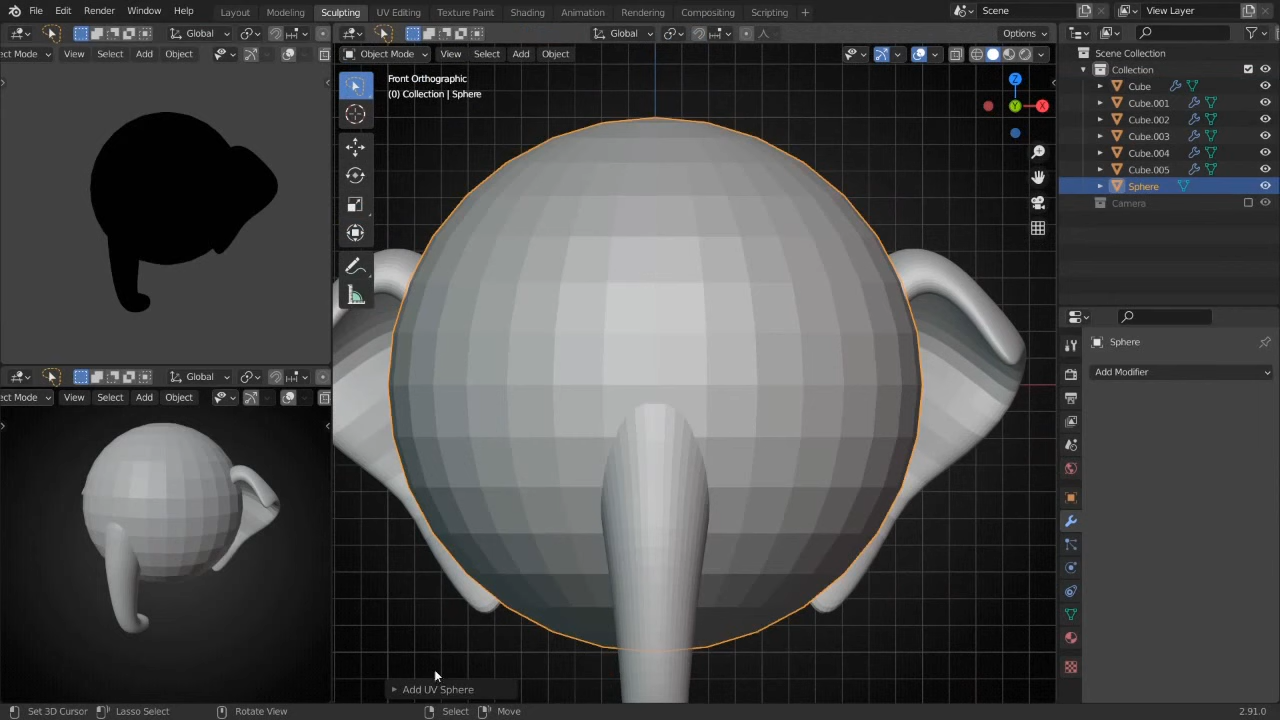 File Edit Render Window Help Layout Modeling Sculpting UV Editing Texture Paint Shading Animation Rendering Compositing Scripting + Scene View Layer
Global Global Options
ct Mode View Select Add Object Object Mode View Select Add Object
Front Orthographic
(0) Collection | Sphere
Z
Y
X
Scene Collection
Collection
Cube
Cube.001
Cube.002
Cube.003
Cube.004
Cube.005
Sphere
Camera
Sphere
Add Modifier
Global
ect Mode View Select Add Object
Add UV Sphere
Set 3D Cursor Lasso Select Rotate View Select Move 2.91.0